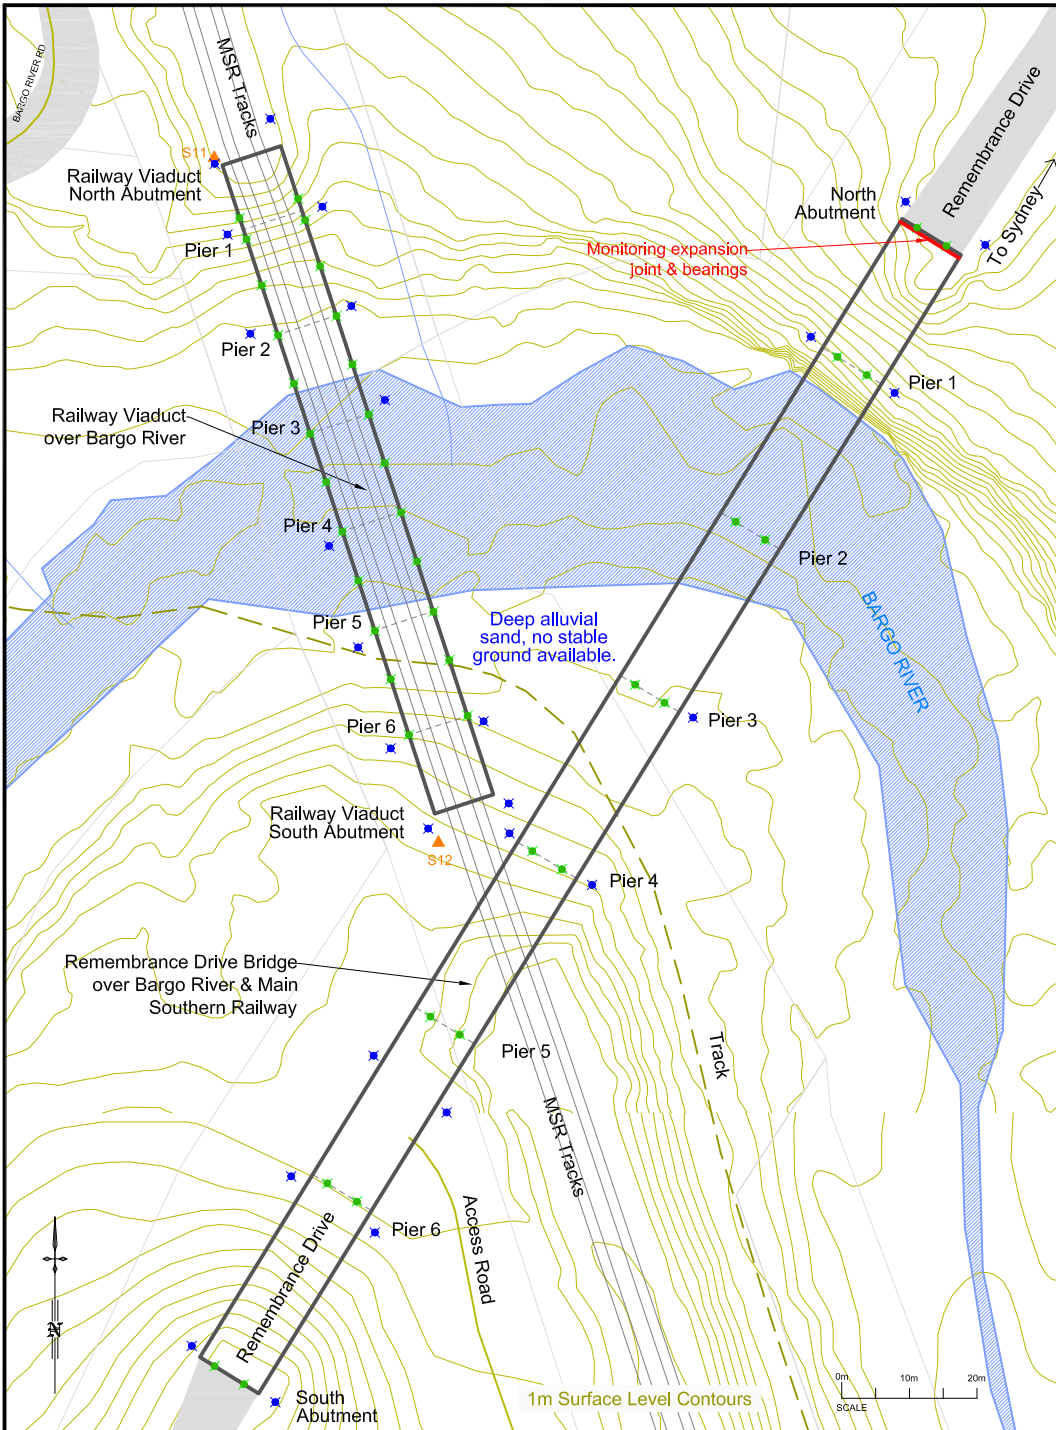 BARGO RIVER RD
MSR Tracks
S11
Railway Viaduct
North Abutment
Pier 1
Pier 2
Railway Viaduct
over Bargo River
Pier 3
Pier 4
Pier 5
Pier 6
Railway Viaduct
South Abutment
S12
Remembrance Drive
To Sydney
North
Abutment
Monitoring expansion
joint & bearings
Pier 1
Pier 2
BARGO RIVER
Deep alluvial
sand, no stable
ground available.
Pier 3
Pier 4
Remembrance Drive Bridge
over Bargo River & Main
Southern Railway
Pier 5
Track
MSR Tracks
Pier 6
Access Road
Remembrance Drive
N
South
Abutment
1m Surface Level Contours
0m 10m 20m
SCALE